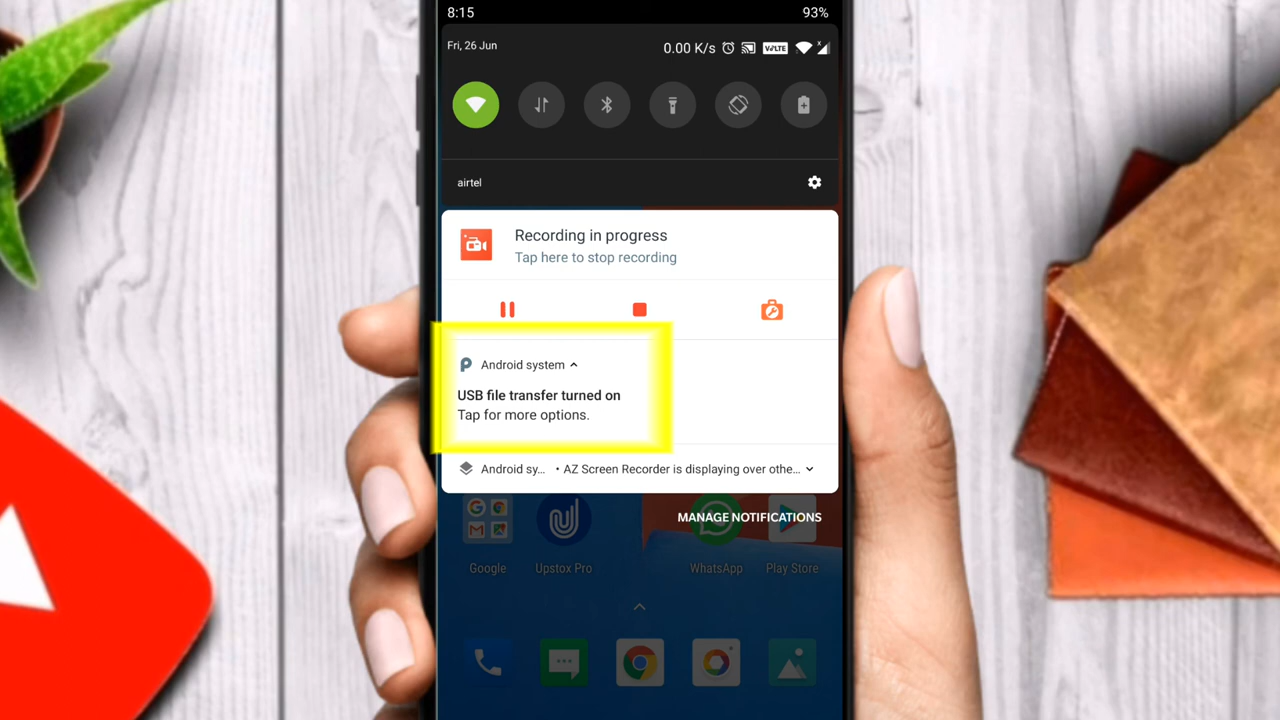 8:15 93%
Fri, 26 Jun 0.00 K/s VoLTE
airtel
Recording in progress
Tap here to stop recording
Android system
USB file transfer turned on
Tap for more options.
Android sy... • AZ Screen Recorder is displaying over othe...
MANAGE NOTIFICATIONS
Google Upstox Pro WhatsApp Play Store